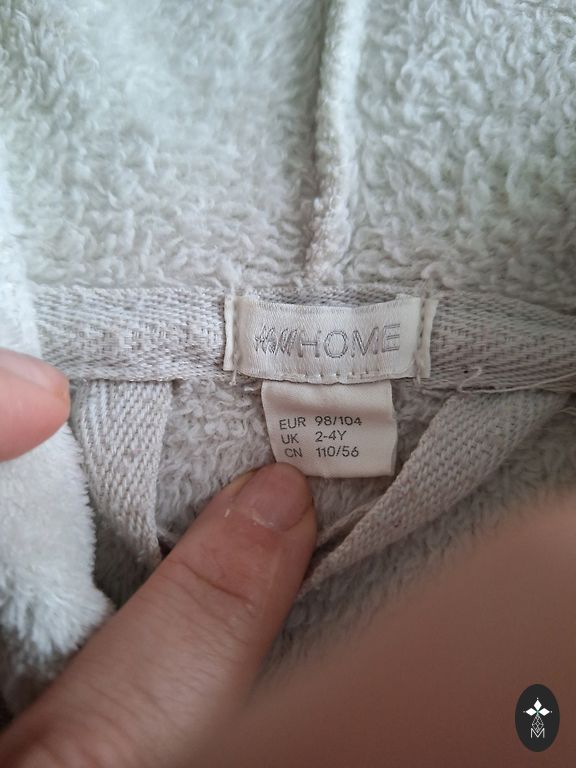 H&M HOME
EUR 98/104
UK 2-4Y
CN 110/56